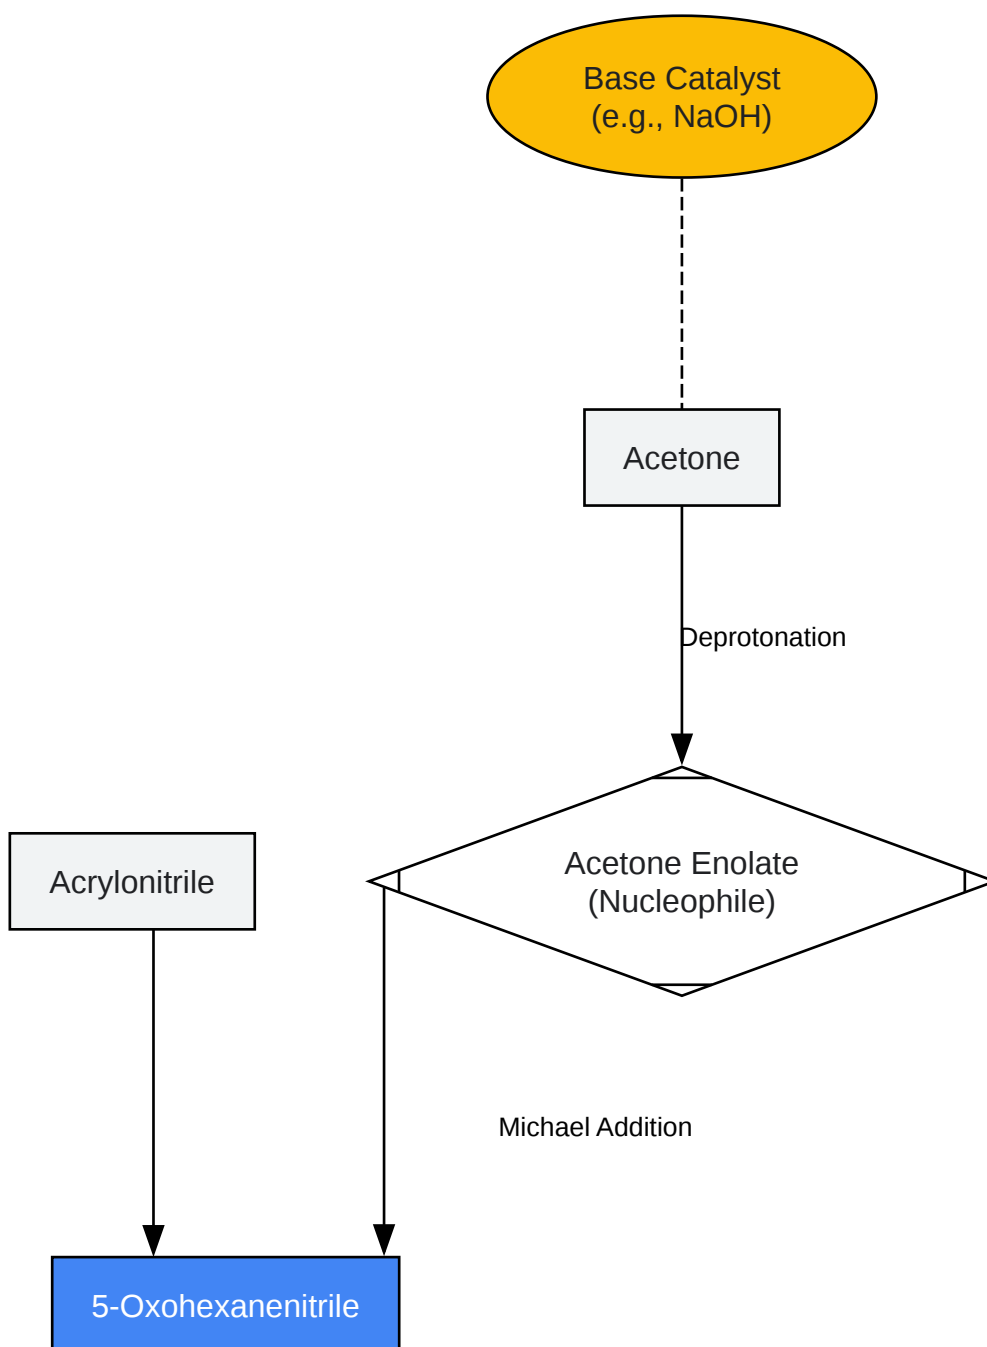 Base Catalyst
(e.g., NaOH)
Acetone
Deprotonation
Acetone Enolate
(Nucleophile)
Acrylonitrile
Michael Addition
5-Oxohexanenitrile